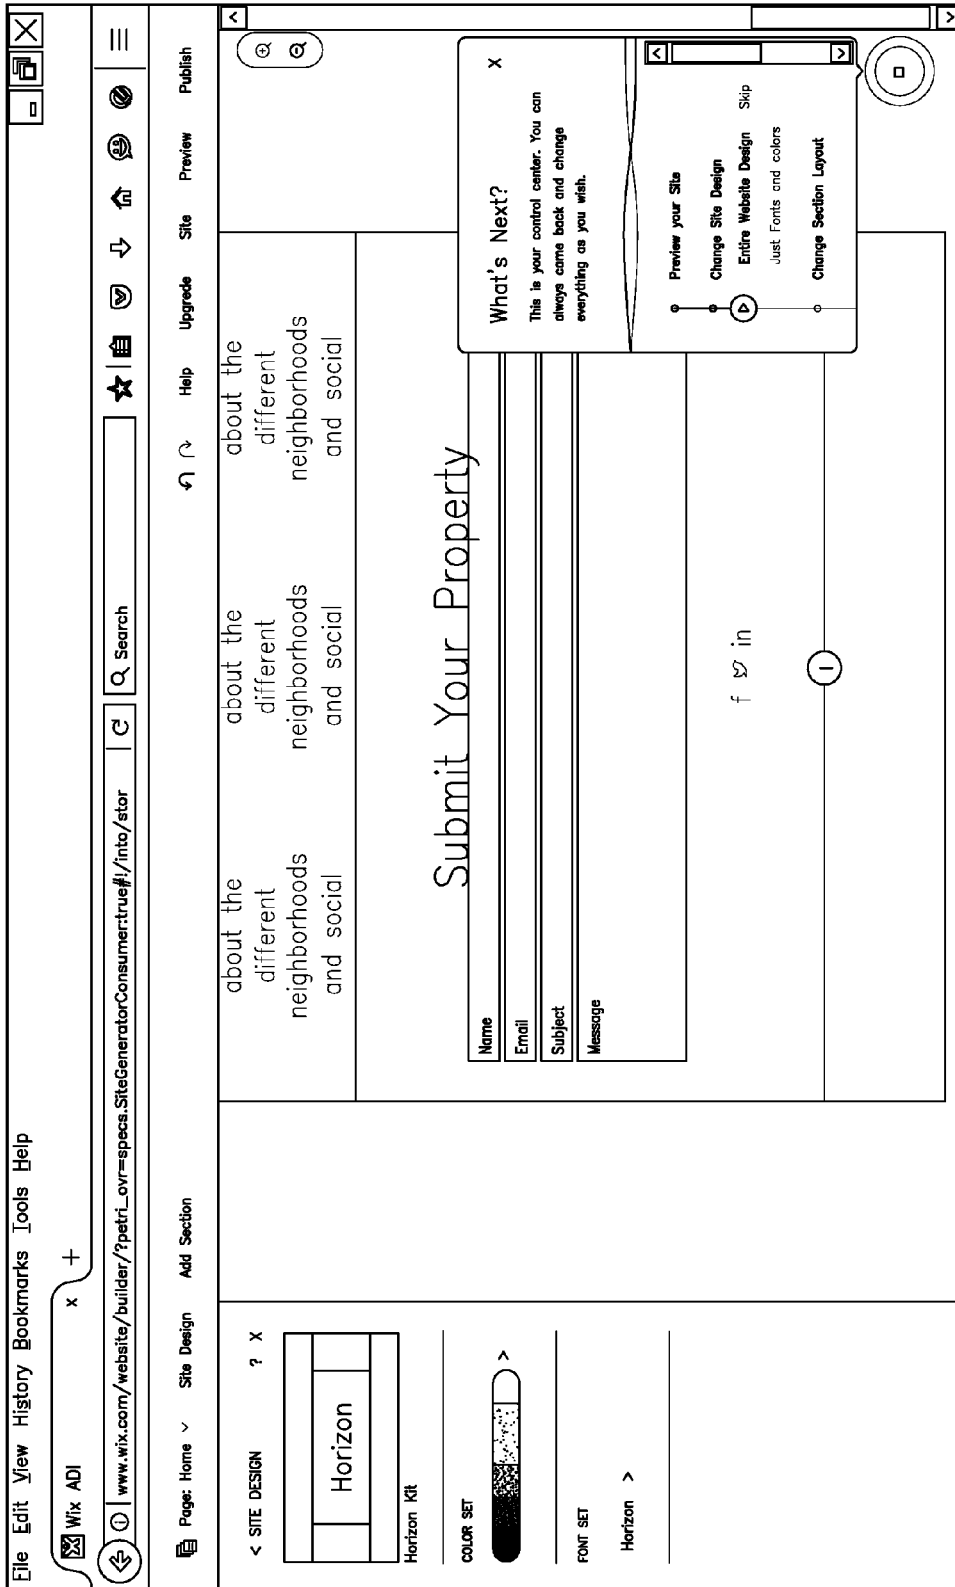 File Edit View History Bookmarks Tools Help
Wix ADI x +
www.wix.com/website/builder/?petri_ovr=specs.SiteGeneratorConsumer:true#!/into/stor
Search
Page: Home Site Design Add Section Help Upgrede Site Preview Publish
< SITE DESIGN ? X
Horizon
Horizon Kit
COLOR SET
>
FONT SET
Horizon >
about the
different
neighborhoods
and social
about the
different
neighborhoods
and social
about the
different
neighborhoods
and social
Submit Your Property
Name
Email
Subject
Message
f in
What's Next? x
This is your control center. You can
always come back and change
everything as you wish.
Preview your Site
Change Site Design
Entire Website Design Skip
Just Fonts and colors
Change Section Layout